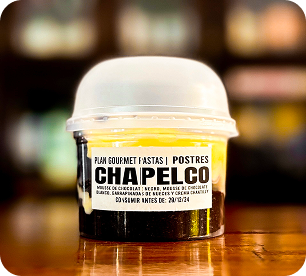 PLAN GOURMET PASTAS | POSTRES
CHAPELCO
MOUSSE DE CHOCOLATE NEGRO, MOUSSE DE CHOCOLATE
BLANCO, GARRAPIÑADAS DE NUECES Y CREMA CHANTILLY
CONSUMIR ANTES DE: 29/12/24